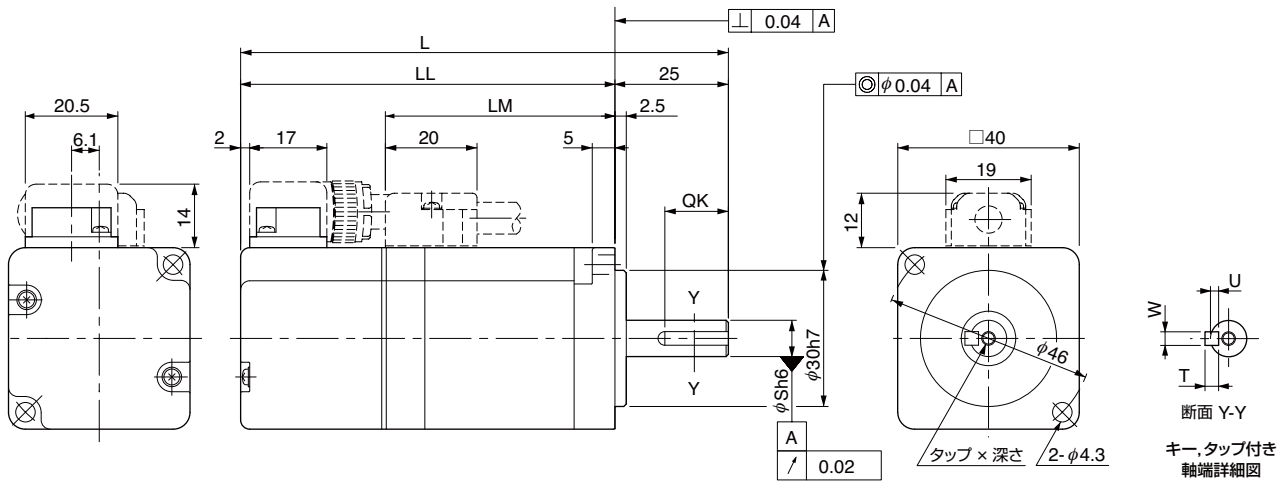 ⊥ 0.04 A
L
LL
25
◎ φ0.04 A
20.5
LM
2.5
6.1
2
17
20
5
□40
19
14
QK
12
Y
U
W
φ46
T
Y
φSh6
φ30h7
断面 Y-Y
A
↗ 0.02
タップ × 深さ
2-φ4.3
キー, タップ付き
軸端詳細図